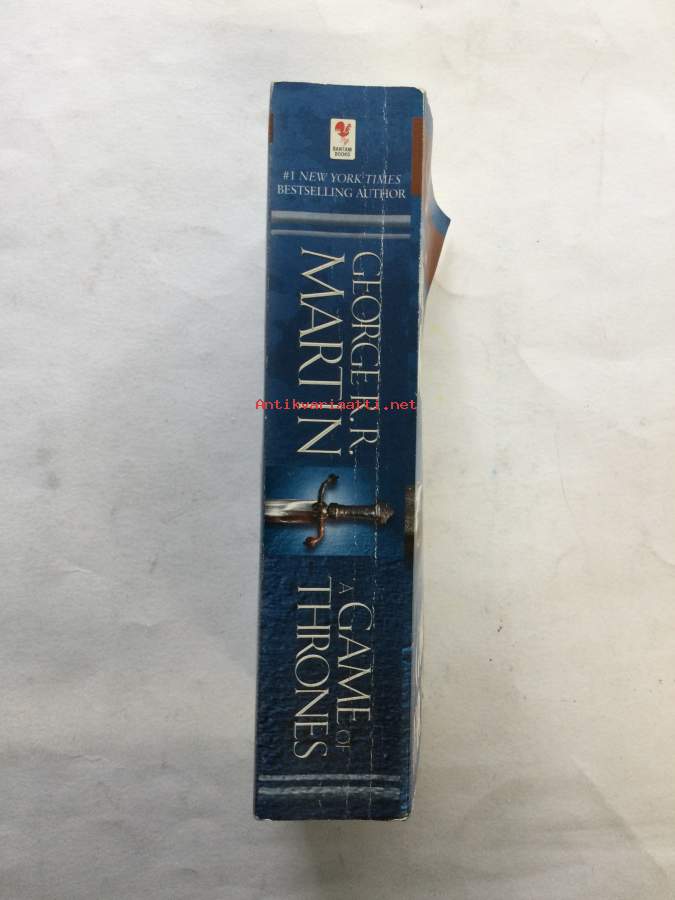 BANTAM
BOOKS
#1 NEW YORK TIMES
BESTSELLING AUTHOR
GEORGE R. R.
MARTIN
Antikvariaatti.net
A GAME OF
THRONES